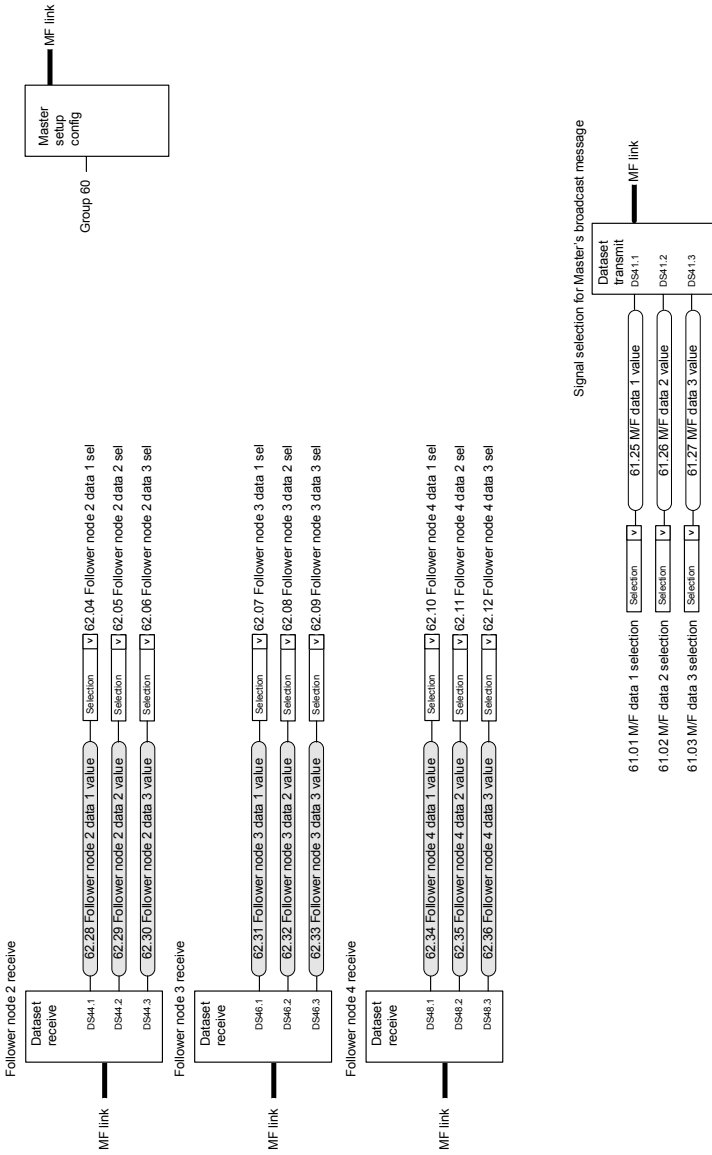 Follower node 2 receive
MF link
Dataset
receive
DS44.1
62.28 Follower node 2 data 1 value
Selection
v
62.04 Follower node 2 data 1 sel
DS44.2
62.29 Follower node 2 data 2 value
Selection
v
62.05 Follower node 2 data 2 sel
DS44.3
62.30 Follower node 2 data 3 value
Selection
v
62.06 Follower node 2 data 3 sel
Group 60
Master
setup
config
MF link
Follower node 3 receive
MF link
Dataset
receive
DS46.1
62.31 Follower node 3 data 1 value
Selection
v
62.07 Follower node 3 data 1 sel
DS46.2
62.32 Follower node 3 data 2 value
Selection
v
62.08 Follower node 3 data 2 sel
DS46.3
62.33 Follower node 3 data 3 value
Selection
v
62.09 Follower node 3 data 3 sel
Follower node 4 receive
MF link
Dataset
receive
DS48.1
62.34 Follower node 4 data 1 value
Selection
v
62.10 Follower node 4 data 1 sel
DS48.2
62.35 Follower node 4 data 2 value
Selection
v
62.11 Follower node 4 data 2 sel
DS48.3
62.36 Follower node 4 data 3 value
Selection
v
62.12 Follower node 4 data 3 sel
Signal selection for Master's broadcast message
Dataset
transmit
61.01 M/F data 1 selection
Selection
v
61.25 M/F data 1 value
DS41.1
MF link
61.02 M/F data 2 selection
Selection
v
61.26 M/F data 2 value
DS41.2
61.03 M/F data 3 selection
Selection
v
61.27 M/F data 3 value
DS41.3